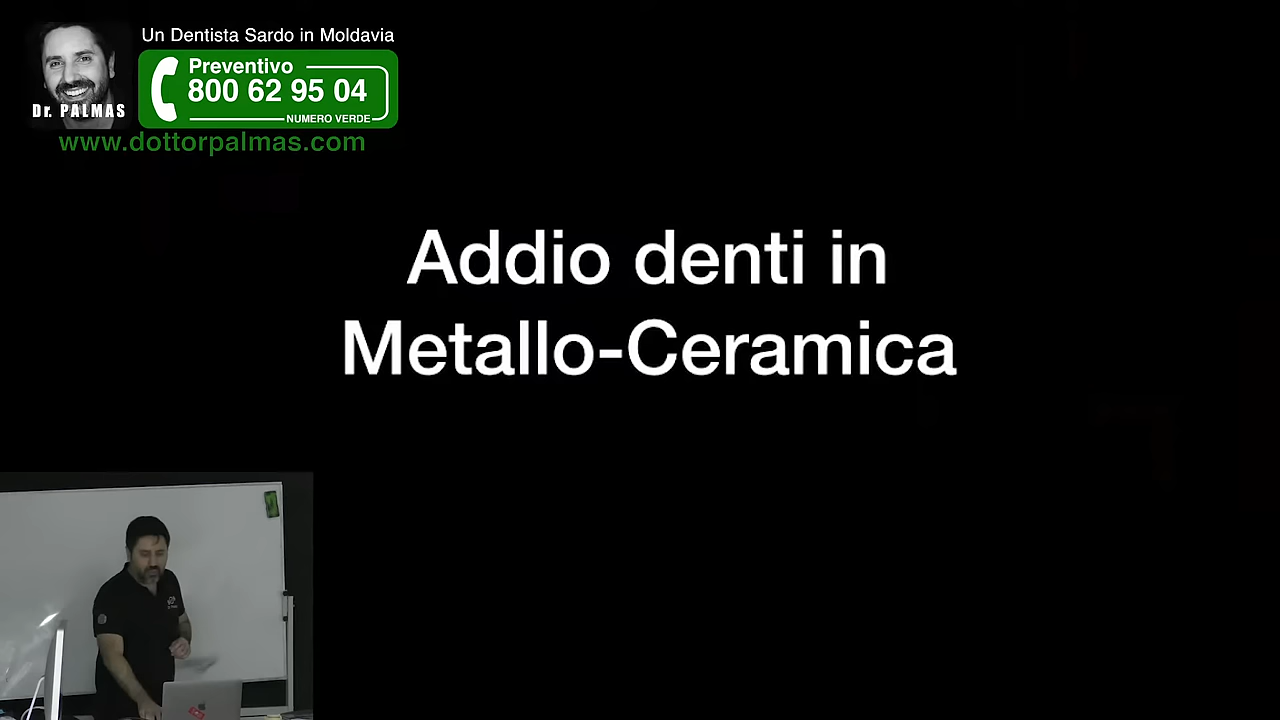 Un Dentista Sardo in Moldavia
Preventivo
800 62 95 04
NUMERO VERDE
Dr. PALMAS
www.dottorpalmas.com
Addio denti in
Metallo-Ceramica